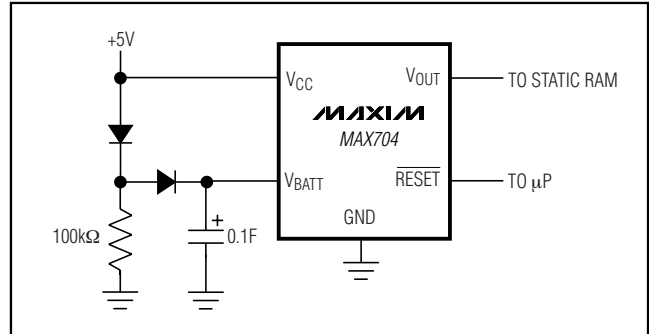 +5V
VCC
VOUT
TO STATIC RAM
MAXIM
MAX704
VBATT
RESET
TO µP
GND
100kΩ
+
0.1F